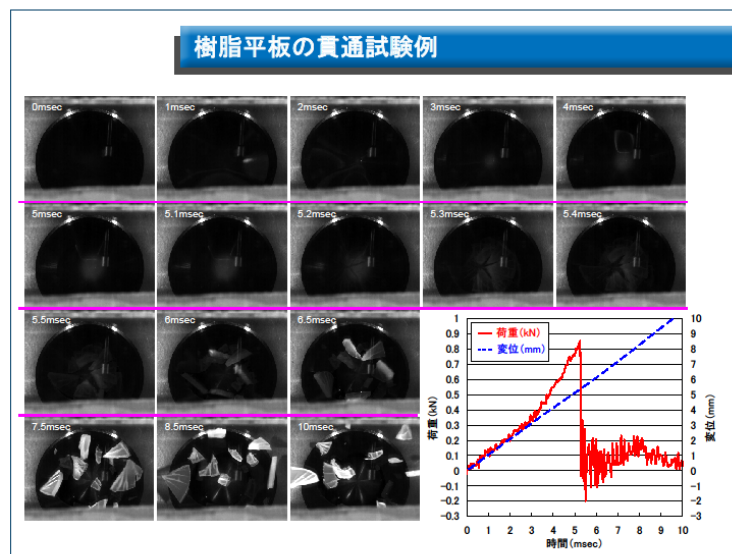 樹脂平板の貫通試験例
0msec
1msec
2msec
3msec
4msec
5msec
5.1msec
5.2msec
5.3msec
5.4msec
5.5msec
6msec
6.5msec
7.5msec
8.5msec
10msec
荷重(kN)
変位(mm)
1
0.9
0.8
0.7
0.6
0.5
0.4
0.3
0.2
0.1
0
-0.1
-0.2
-0.3
荷重(kN)
10
9
8
7
6
5
4
3
2
1
0
-1
-2
-3
変位(mm)
0 1 2 3 4 5 6 7 8 9 10
時間(msec)